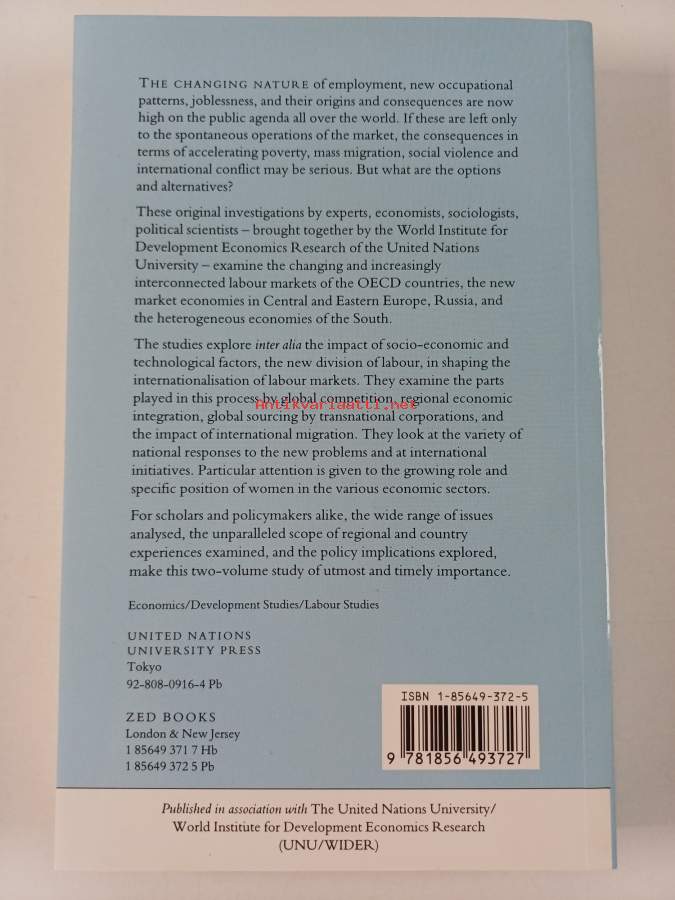 THE CHANGING NATURE of employment, new occupational
patterns, joblessness, and their origins and consequences are now
high on the public agenda all over the world. If these are left only
to the spontaneous operations of the market, the consequences in
terms of accelerating poverty, mass migration, social violence and
international conflict may be serious. But what are the options
and alternatives?
These original investigations by experts, economists, sociologists,
political scientists – brought together by the World Institute for
Development Economics Research of the United Nations
University – examine the changing and increasingly
interconnected labour markets of the OECD countries, the new
market economies in Central and Eastern Europe, Russia, and
the heterogeneous economies of the South.
The studies explore inter alia the impact of socio-economic and
technological factors, the new division of labour, in shaping the
internationalisation of labour markets. They examine the parts
played in this process by global competition, regional economic
Antikvariaatti.net
integration, global sourcing by transnational corporations, and
the impact of international migration. They look at the variety of
national responses to the new problems and at international
initiatives. Particular attention is given to the growing role and
specific position of women in the various economic sectors.
For scholars and policymakers alike, the wide range of issues
analysed, the unparalleled scope of regional and country
experiences examined, and the policy implications explored,
make this two-volume study of utmost and timely importance.
Economics/Development Studies/Labour Studies
UNITED NATIONS
UNIVERSITY PRESS
Tokyo
92-808-0916-4 Pb
ZED BOOKS
London & New Jersey
1 85649 371 7 Hb
1 85649 372 5 Pb
ISBN 1-85649-372-5
9 781856 493727
Published in association with The United Nations University/
World Institute for Development Economics Research
(UNU/WIDER)